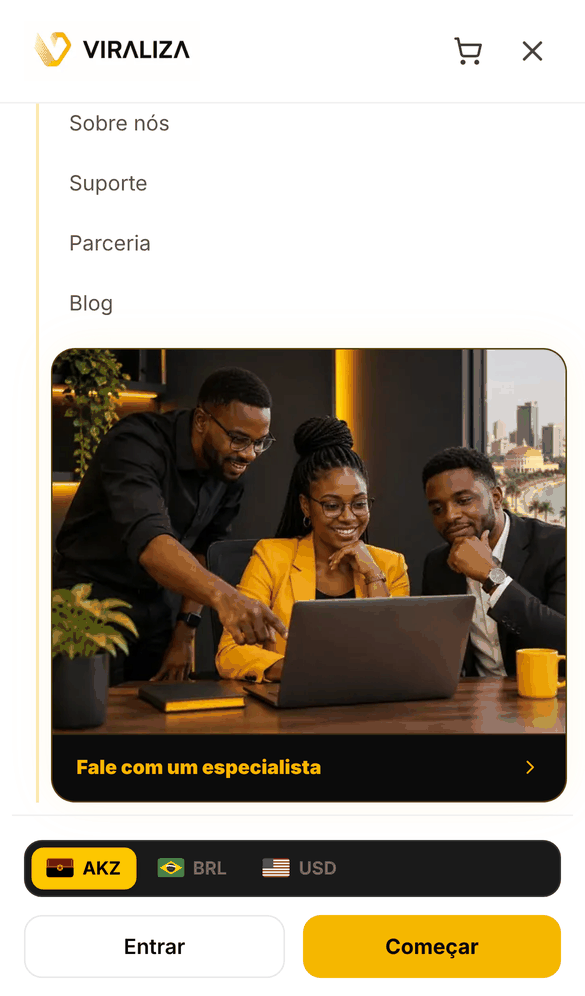 VIRALIZA
Sobre nós
Suporte
Parceria
Blog
Fale com um especialista
AKZ BRL USD
Entrar Começar